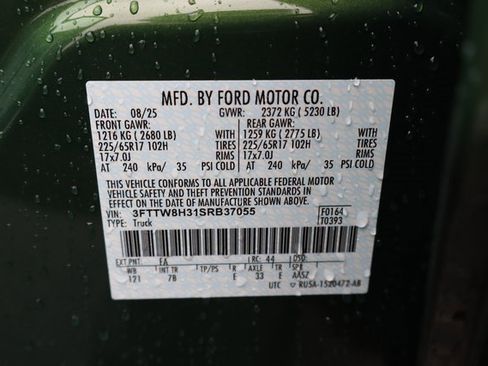 MFD. BY FORD MOTOR CO.
DATE: 08/25 GVWR: 2372 KG ( 5230 LB)
FRONT GAWR: REAR GAWR:
1216 KG ( 2680 LB) WITH 1259 KG ( 2775 LB) WITH
225/65R17 102H TIRES 225/65R17 102H TIRES
17x7.0J RIMS 17x7.0J RIMS
AT 240 kPa/ 35 PSI COLD AT 240 kPa/ 35 PSI COLD
THIS VEHICLE CONFORMS TO ALL APPLICABLE FEDERAL MOTOR
VEHICLE SAFETY AND THEFT PREVENTION STANDARDS IN
EFFECT ON THE DATE OF MANUFACTURE SHOWN ABOVE.
VIN: 3FTTW8H31SRB37055 F0164
TYPE: Truck T0393
EXT PNT: EA RC: 44 DSO:
WB INT TR TP/PS R AXLE TR SPR
121 7B E 33 E AA5Z
UTC RUSA-1520472-AB